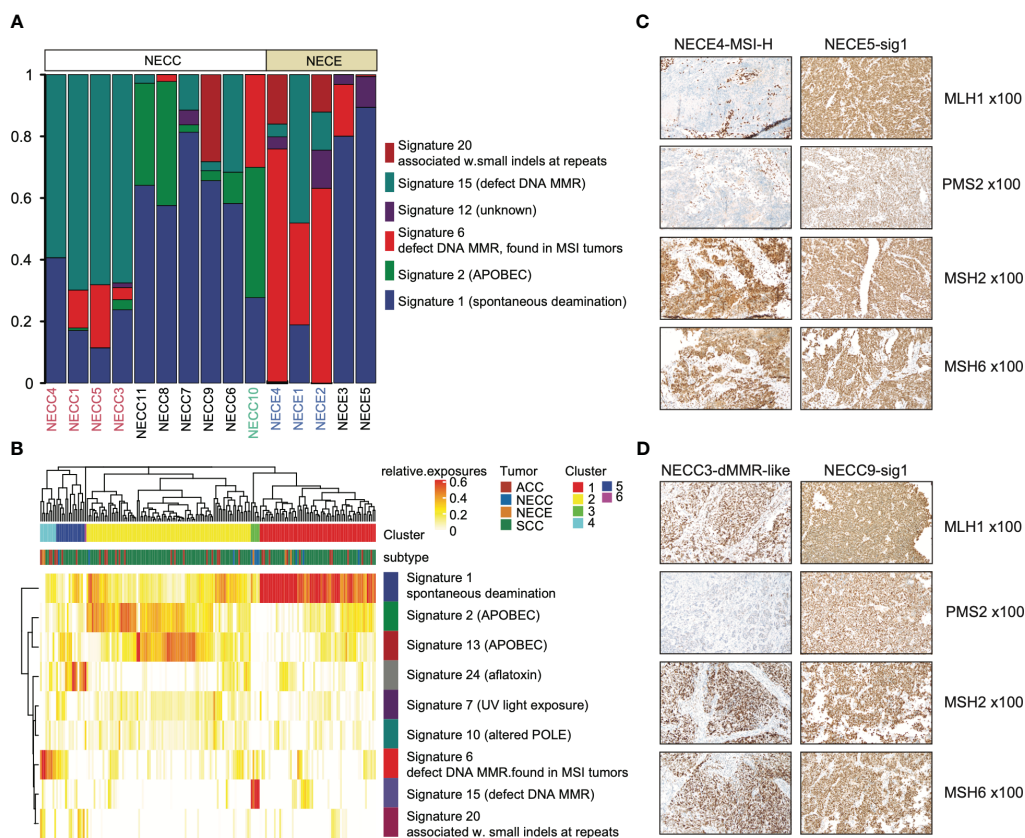 A
NECC
NECE
1
0.8
0.6
0.4
0.2
0
NECC4
NECC1
NECC5
NECC3
NECC11
NECC8
NECC7
NECC9
NECC6
NECC10
NECE4
NECE1
NECE2
NECE3
NECE5
Signature 20
associated w.small indels at repeats
Signature 15 (defect DNA MMR)
Signature 12 (unknown)
Signature 6
defect DNA MMR, found in MSI tumors
Signature 2 (APOBEC)
Signature 1 (spontaneous deamination)
B
relative.exposures
0.6
0.4
0.2
0
Tumor
ACC
NECC
NECE
SCC
Cluster
1
2
3
4
5
6
Cluster
subtype
Signature 1
spontaneous deamination
Signature 2 (APOBEC)
Signature 13 (APOBEC)
Signature 24 (aflatoxin)
Signature 7 (UV light exposure)
Signature 10 (altered POLE)
Signature 6
defect DNA MMR.found in MSI tumors
Signature 15 (defect DNA MMR)
Signature 20
associated w. small indels at repeats
C
NECE4-MSI-H
NECE5-sig1
MLH1 x100
PMS2 x100
MSH2 x100
MSH6 x100
D
NECC3-dMMR-like
NECC9-sig1
MLH1 x100
PMS2 x100
MSH2 x100
MSH6 x100